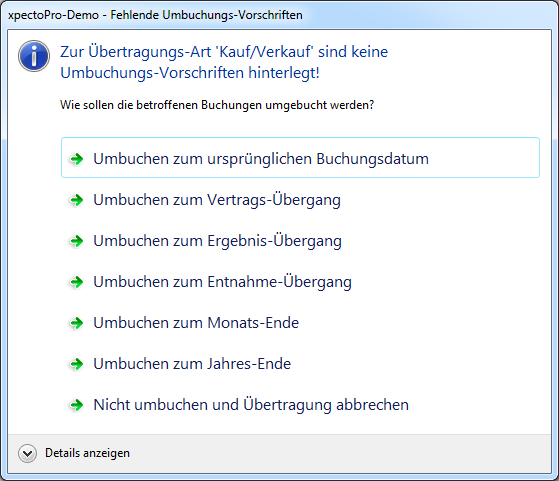 xpectoPro-Demo - Fehlende Umbuchungs-Vorschriften
Zur Übertragungs-Art 'Kauf/Verkauf' sind keine
Umbuchungs-Vorschriften hinterlegt!
Wie sollen die betroffenen Buchungen umgebucht werden?
Umbuchen zum ursprünglichen Buchungsdatum
Umbuchen zum Vertrags-Übergang
Umbuchen zum Ergebnis-Übergang
Umbuchen zum Entnahme-Übergang
Umbuchen zum Monats-Ende
Umbuchen zum Jahres-Ende
Nicht umbuchen und Übertragung abbrechen
Details anzeigen